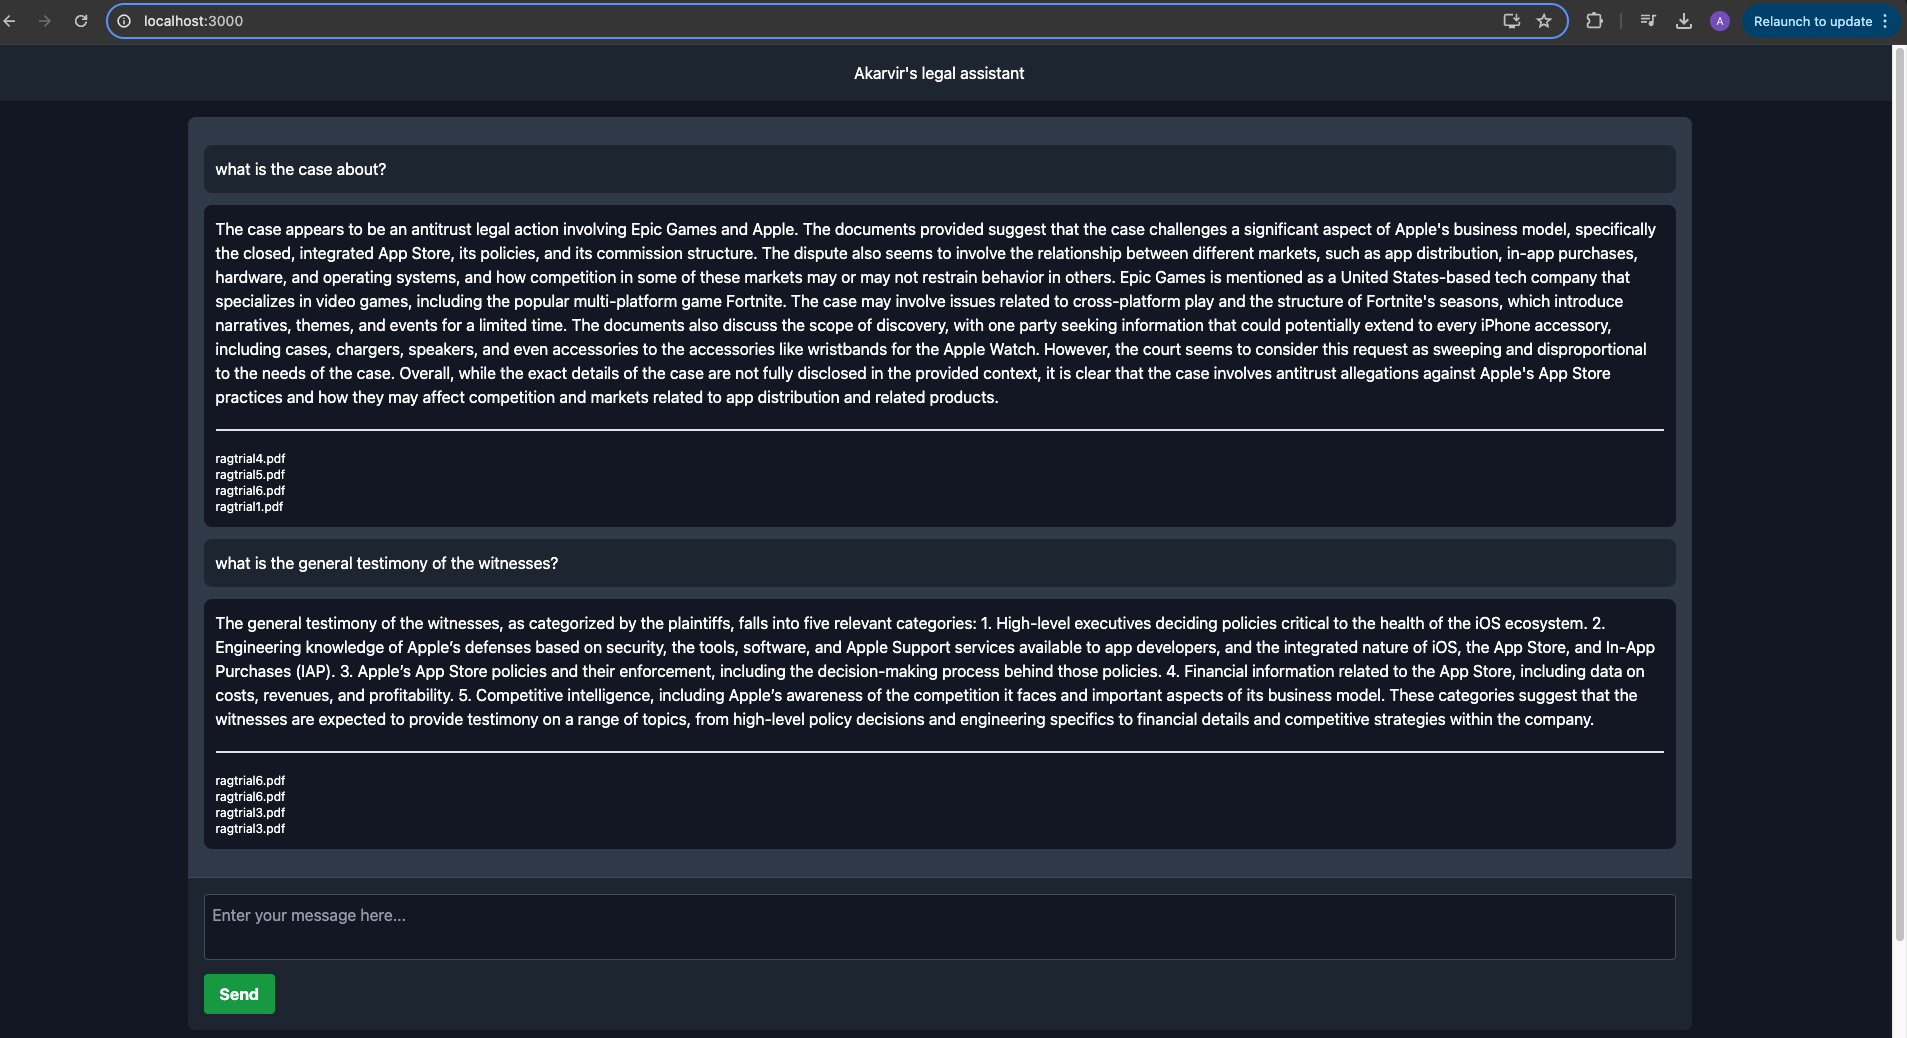 localhost:3000
A
Relaunch to update
Akarvir's legal assistant
what is the case about?
The case appears to be an antitrust legal action involving Epic Games and Apple. The documents provided suggest that the case challenges a significant aspect of Apple's business model, specifically
the closed, integrated App Store, its policies, and its commission structure. The dispute also seems to involve the relationship between different markets, such as app distribution, in-app purchases,
hardware, and operating systems, and how competition in some of these markets may or may not restrain behavior in others. Epic Games is mentioned as a United States-based tech company that
specializes in video games, including the popular multi-platform game Fortnite. The case may involve issues related to cross-platform play and the structure of Fortnite's seasons, which introduce
narratives, themes, and events for a limited time. The documents also discuss the scope of discovery, with one party seeking information that could potentially extend to every iPhone accessory,
including cases, chargers, speakers, and even accessories to the accessories like wristbands for the Apple Watch. However, the court seems to consider this request as sweeping and disproportional
to the needs of the case. Overall, while the exact details of the case are not fully disclosed in the provided context, it is clear that the case involves antitrust allegations against Apple's App Store
practices and how they may affect competition and markets related to app distribution and related products.
ragtrial4.pdf
ragtrial5.pdf
ragtrial6.pdf
ragtrial1.pdf
what is the general testimony of the witnesses?
The general testimony of the witnesses, as categorized by the plaintiffs, falls into five relevant categories: 1. High-level executives deciding policies critical to the health of the iOS ecosystem. 2.
Engineering knowledge of Apple’s defenses based on security, the tools, software, and Apple Support services available to app developers, and the integrated nature of iOS, the App Store, and In-App
Purchases (IAP). 3. Apple’s App Store policies and their enforcement, including the decision-making process behind those policies. 4. Financial information related to the App Store, including data on
costs, revenues, and profitability. 5. Competitive intelligence, including Apple’s awareness of the competition it faces and important aspects of its business model. These categories suggest that the
witnesses are expected to provide testimony on a range of topics, from high-level policy decisions and engineering specifics to financial details and competitive strategies within the company.
ragtrial6.pdf
ragtrial6.pdf
ragtrial3.pdf
ragtrial3.pdf
Enter your message here...
Send